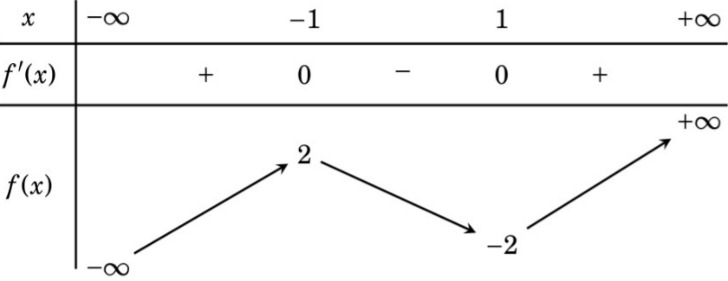 x −∞ −1 1 +∞
f′(x) + 0 − 0 +
+∞
2
f(x)
−2
−∞